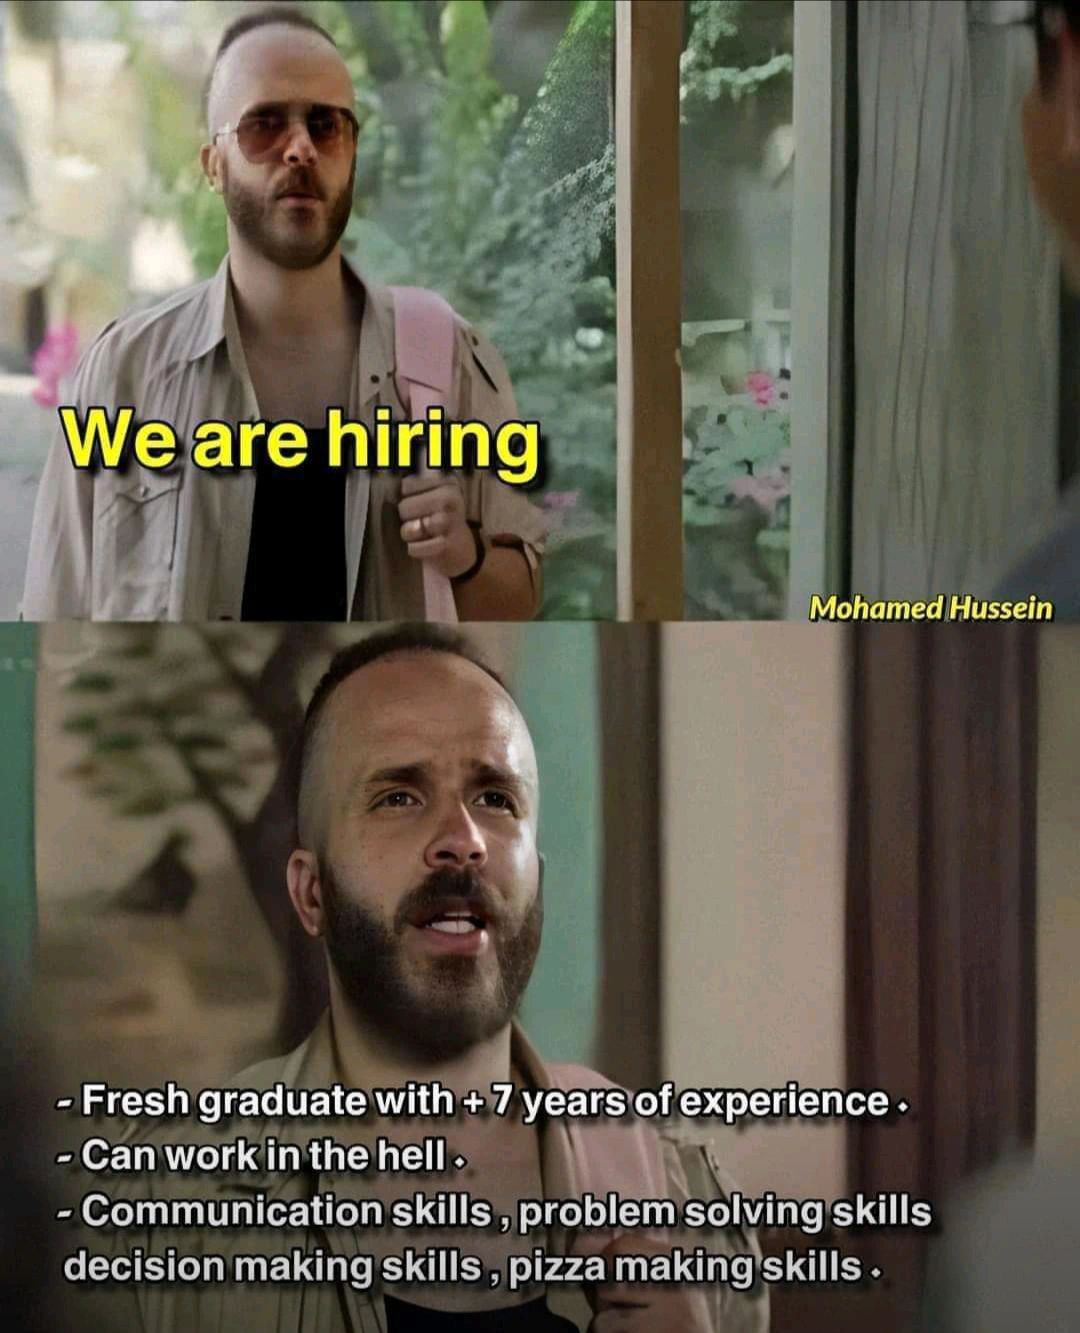 We are hiring
Mohamed Hussein
- Fresh graduate with + 7 years of experience .
- Can work in the hell .
- Communication skills , problem solving skills
decision making skills , pizza making skills .